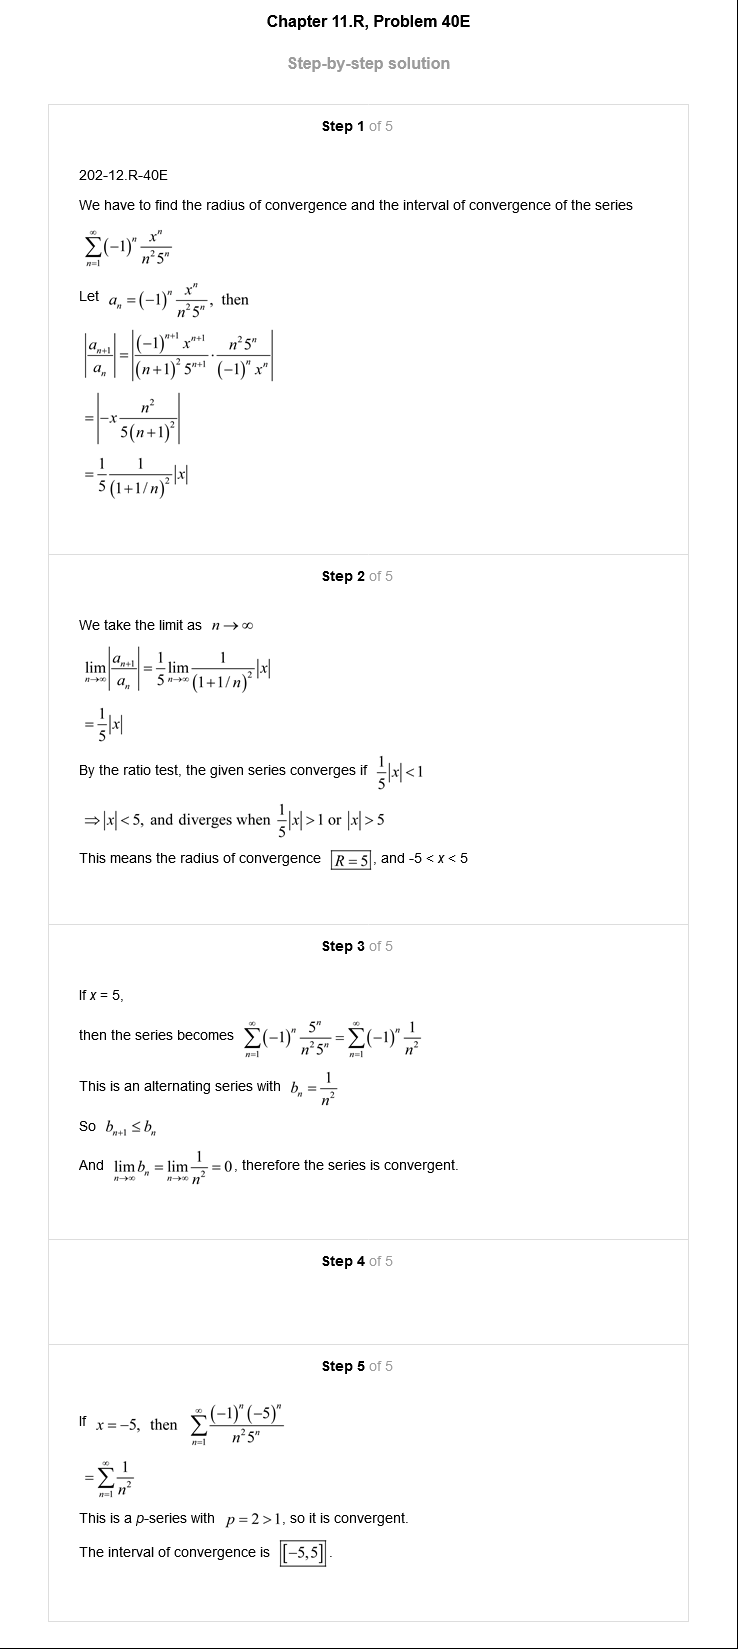 Chapter 11.R, Problem 40E
Step-by-step solution
Step 1 of 5
202-12.R-40E
We have to find the radius of convergence and the interval of convergence of the series
$\sum_{n=1}^{\infty}(-1)^n \frac{x^n}{n^2 5^n}$
Let $a_n = (-1)^n \frac{x^n}{n^2 5^n}$, then
$\left|\frac{a_{n+1}}{a_n}\right| = \left|\frac{(-1)^{n+1} x^{n+1}}{(n+1)^2 5^{n+1}} \cdot \frac{n^2 5^n}{(-1)^n x^n}\right|$
$= \left|-x \frac{n^2}{5(n+1)^2}\right|$
$= \frac{1}{5} \frac{1}{(1+1/n)^2} |x|$
Step 2 of 5
We take the limit as $n \to \infty$
$\lim_{n\to\infty} \left|\frac{a_{n+1}}{a_n}\right| = \frac{1}{5} \lim_{n\to\infty} \frac{1}{(1+1/n)^2} |x|$
$= \frac{1}{5} |x|$
By the ratio test, the given series converges if $\frac{1}{5}|x| < 1$
$\Rightarrow |x| < 5$, and diverges when $\frac{1}{5}|x| > 1$ or $|x| > 5$
This means the radius of convergence $\boxed{R = 5}$, and -5 < x < 5
Step 3 of 5
If x = 5,
then the series becomes $\sum_{n=1}^{\infty}(-1)^n \frac{5^n}{n^2 5^n} = \sum_{n=1}^{\infty}(-1)^n \frac{1}{n^2}$
This is an alternating series with $b_n = \frac{1}{n^2}$
So $b_{n+1} \le b_n$
And $\lim_{n\to\infty} b_n = \lim_{n\to\infty} \frac{1}{n^2} = 0$, therefore the series is convergent.
Step 4 of 5
Step 5 of 5
If $x = -5$, then $\sum_{n=1}^{\infty} \frac{(-1)^n (-5)^n}{n^2 5^n}$
$= \sum_{n=1}^{\infty} \frac{1}{n^2}$
This is a p-series with $p = 2 > 1$, so it is convergent.
The interval of convergence is $\boxed{[-5,5]}$.